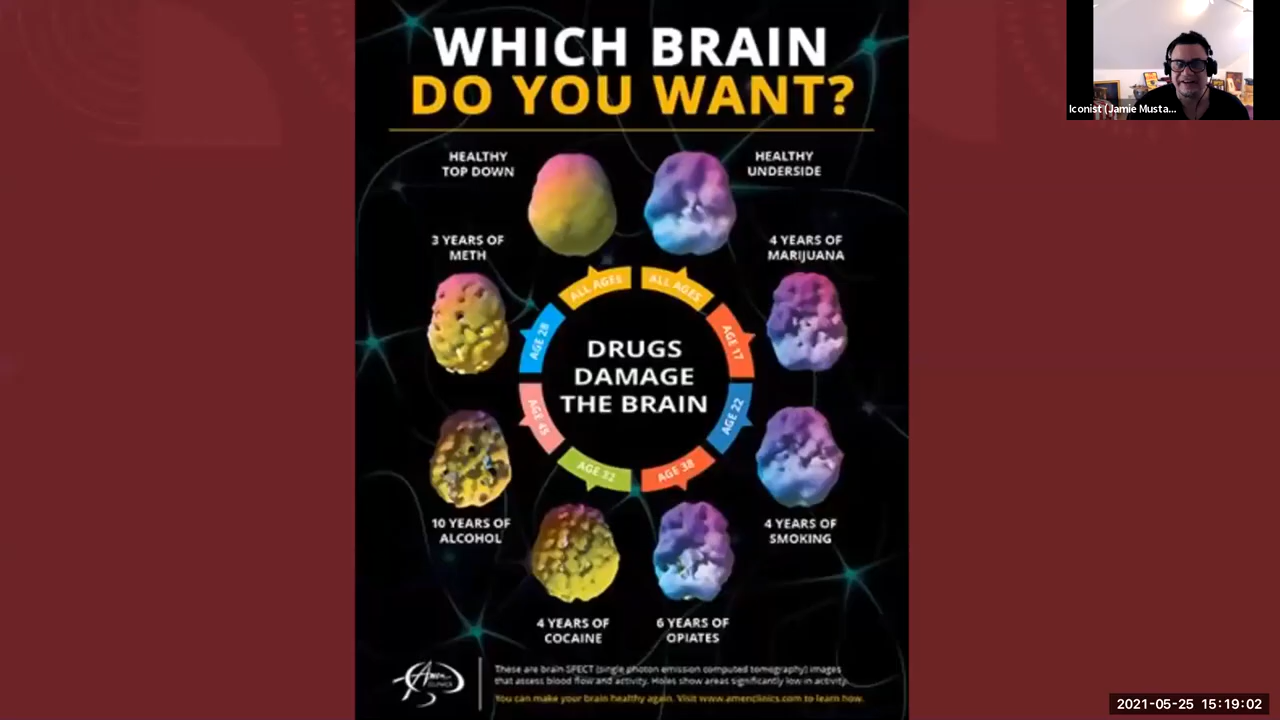 WHICH BRAIN
DO YOU WANT?
HEALTHY
TOP DOWN
HEALTHY
UNDERSIDE
3 YEARS OF
METH
4 YEARS OF
MARIJUANA
ALL AGES
ALL AGES
AGE 28
AGE 17
DRUGS
DAMAGE
THE BRAIN
AGE 45
AGE 22
AGE 32
AGE 38
10 YEARS OF
ALCOHOL
4 YEARS OF
SMOKING
4 YEARS OF
COCAINE
6 YEARS OF
OPIATES
Amen
CLINICS
These are brain SPECT (single photon emission computed tomography) images
that assess blood flow and activity. Holes show areas significantly low in activity.
You can make your brain healthy again. Visit www.amenclinics.com to learn how.
Iconist (Jamie Musta...
2021-05-25 15:19:02